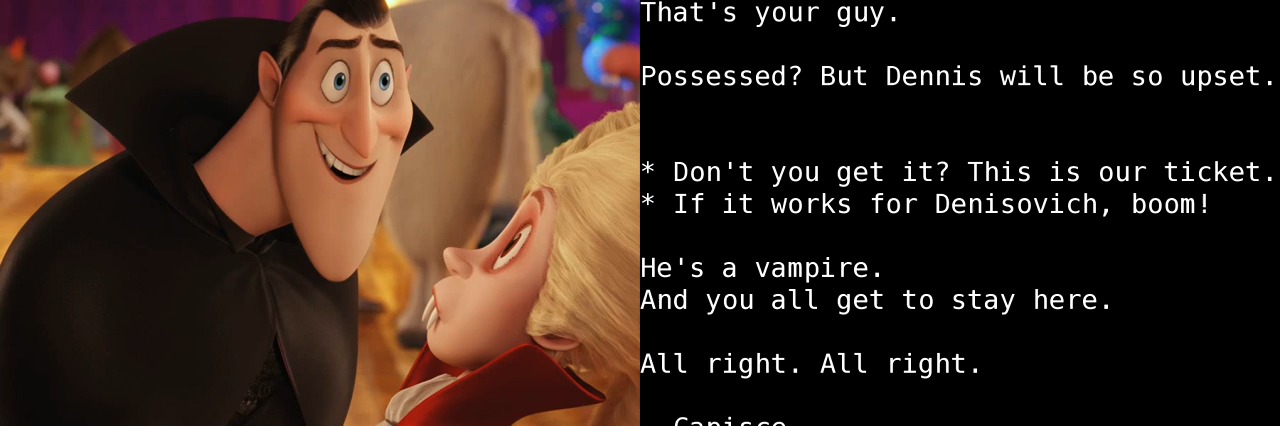 That's your guy.
Possessed? But Dennis will be so upset.
* Don't you get it? This is our ticket.
* If it works for Denisovich, boom!
He's a vampire.
And you all get to stay here.
All right. All right.
Capisce